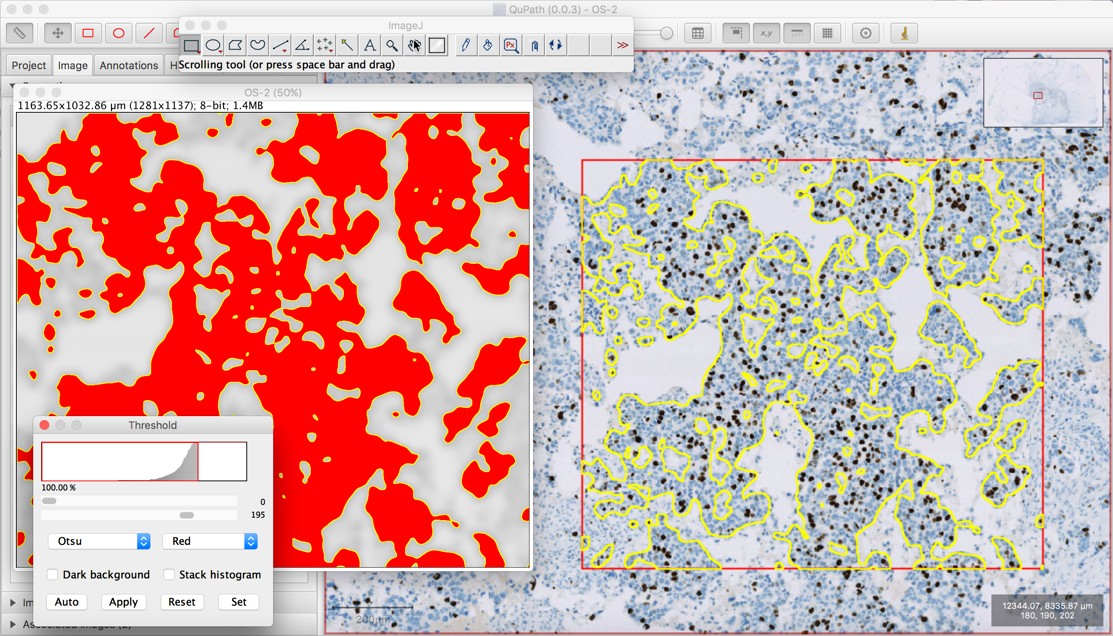 QuPath (0.0.3) - OS-2
ImageJ
x,y
A
Px
>>
Scrolling tool (or press space bar and drag)
Project
Image
Annotations
OS-2 (50%)
1163.65x1032.86 µm (1281x1137); 8-bit; 1.4MB
Threshold
100.00 %
0
195
Otsu
Red
Dark background
Stack histogram
Auto
Apply
Reset
Set
12344.07, 8335.87 µm
180, 190, 202